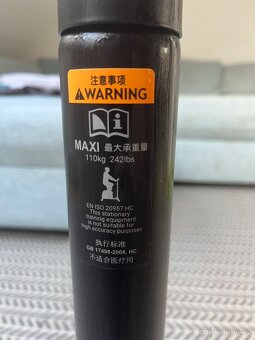 注意事项
WARNING
MAXI 最大承重量
110kg 242lbs
EN ISO 20957 HC
This stationary
training equipment
is not suitable for
high accuracy purposes
执行标准
GB 17498-2008, HC
不适合医疗用